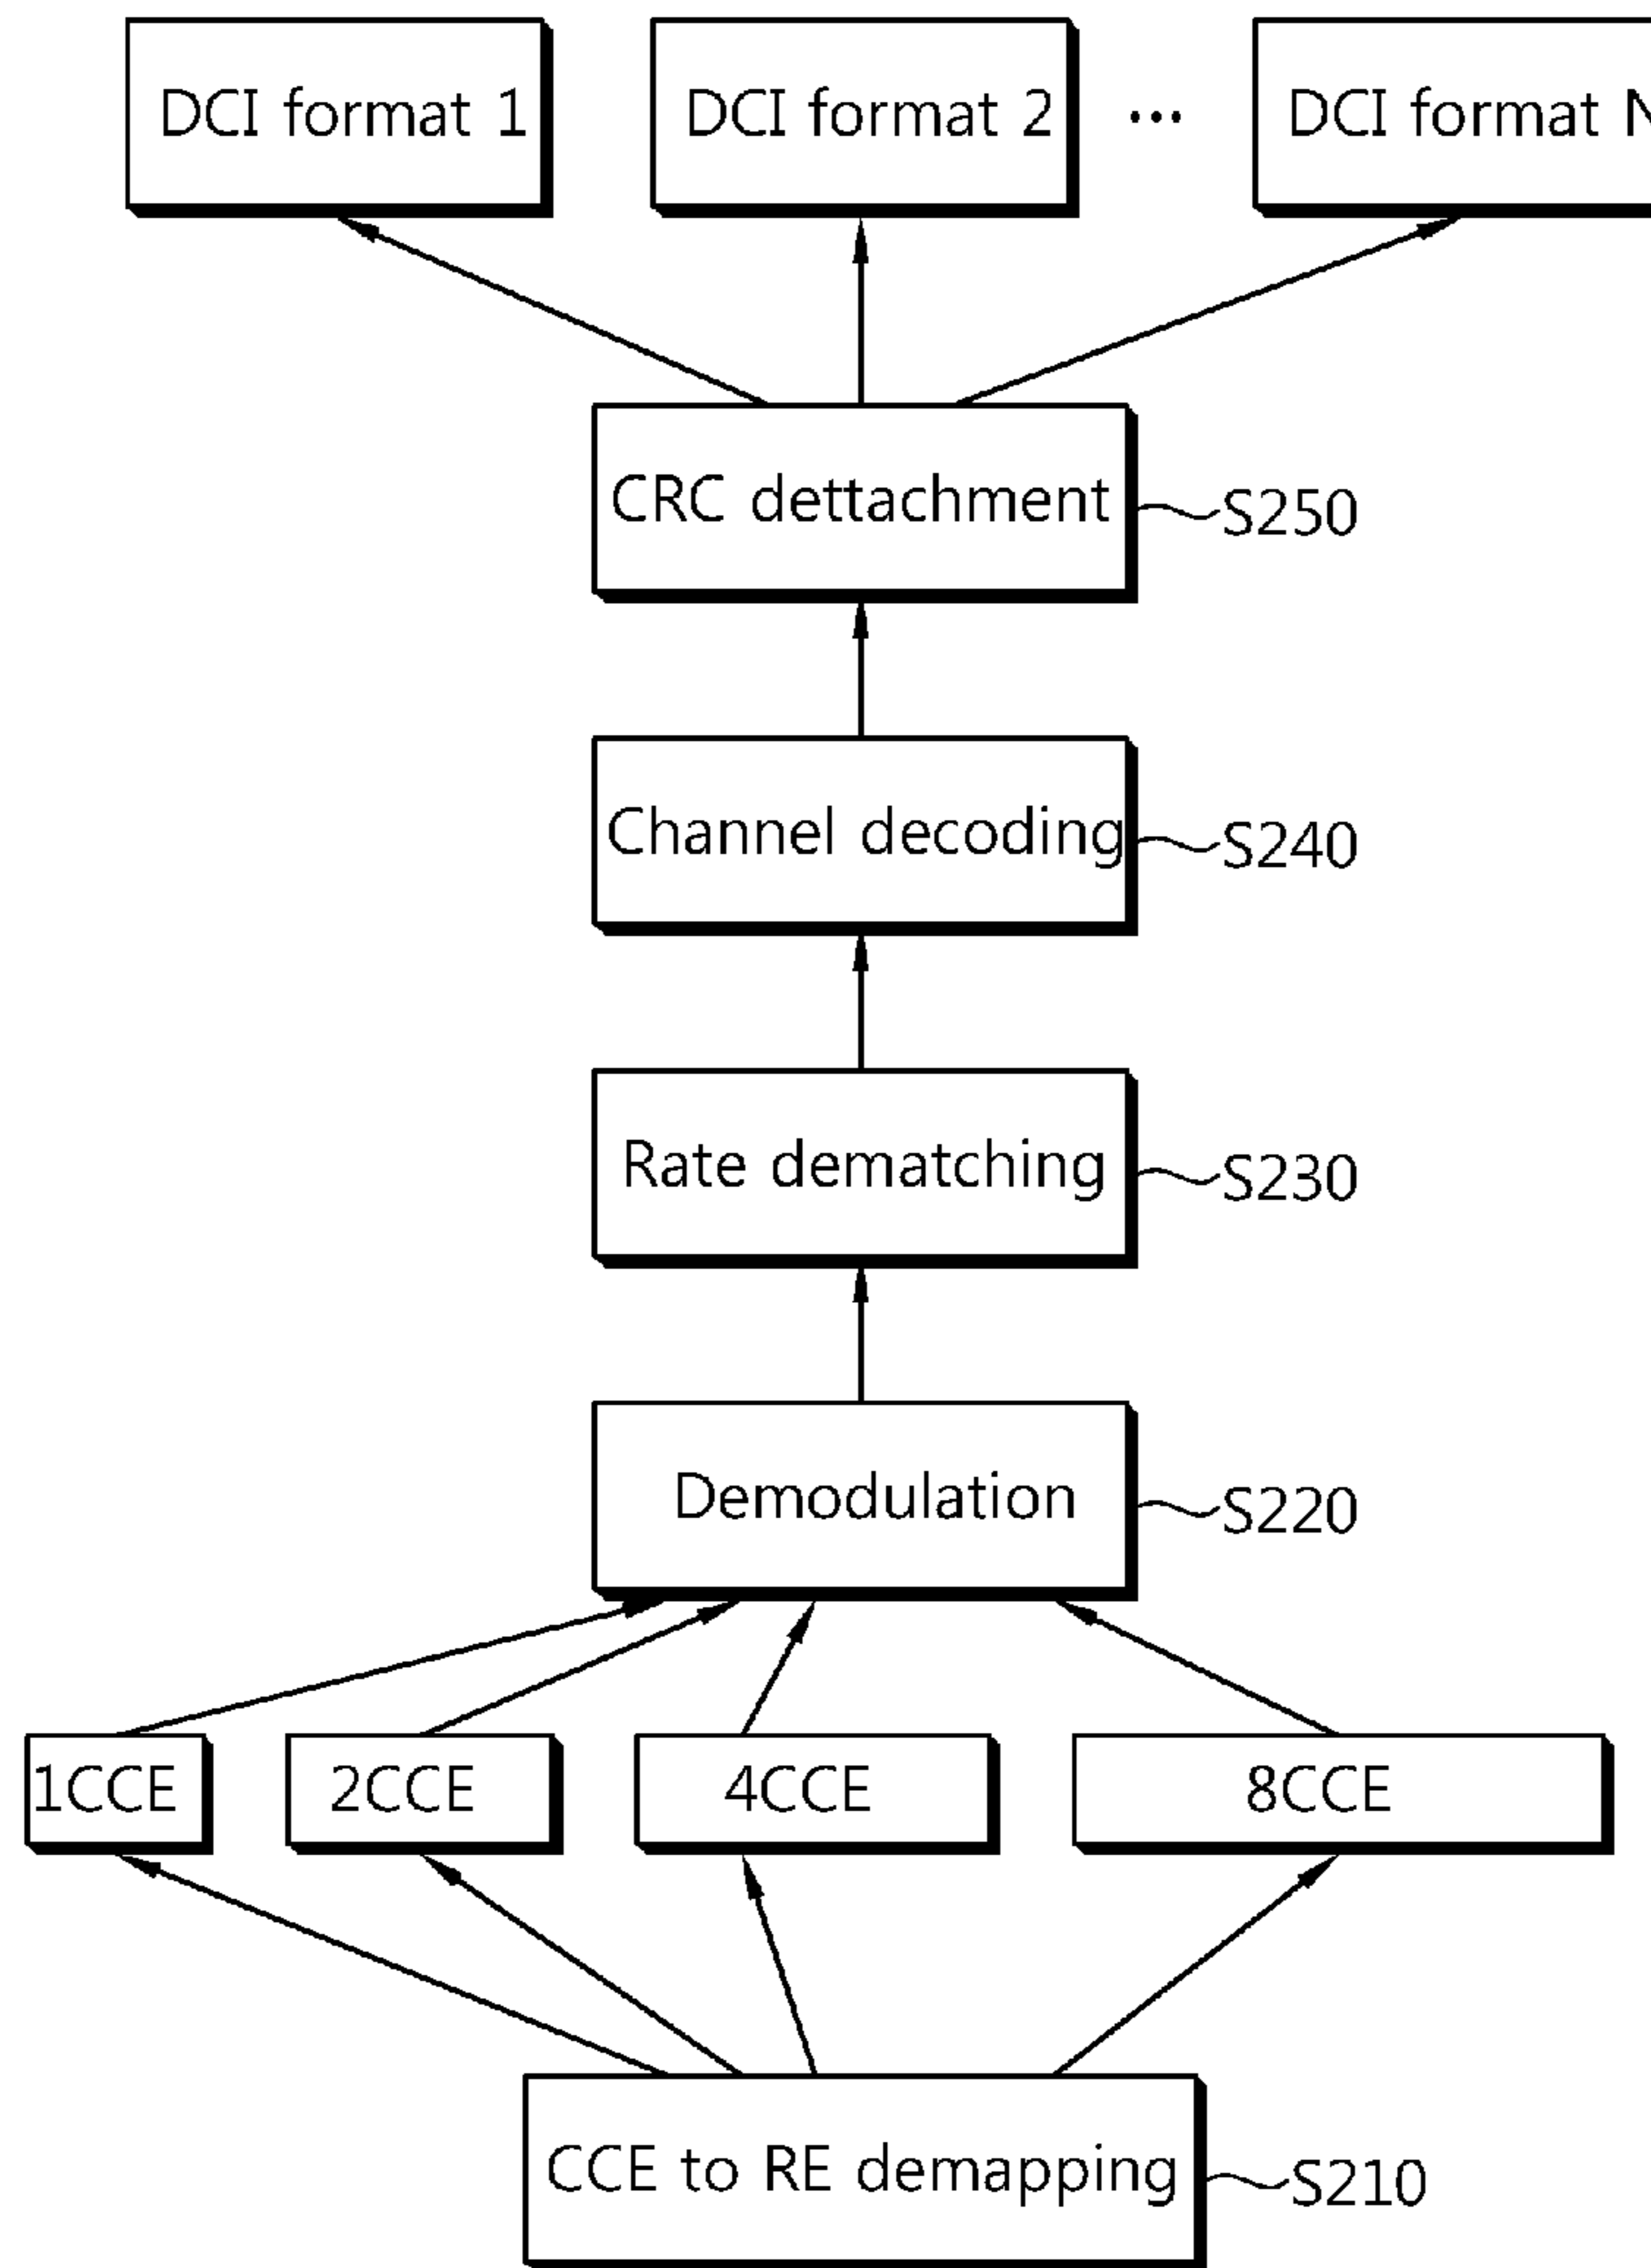 DCI format 1
DCI format 2
...
DCI format N
CRC dettachment
S250
Channel decoding
S240
Rate dematching
S230
Demodulation
S220
1CCE
2CCE
4CCE
8CCE
CCE to RE demapping
S210